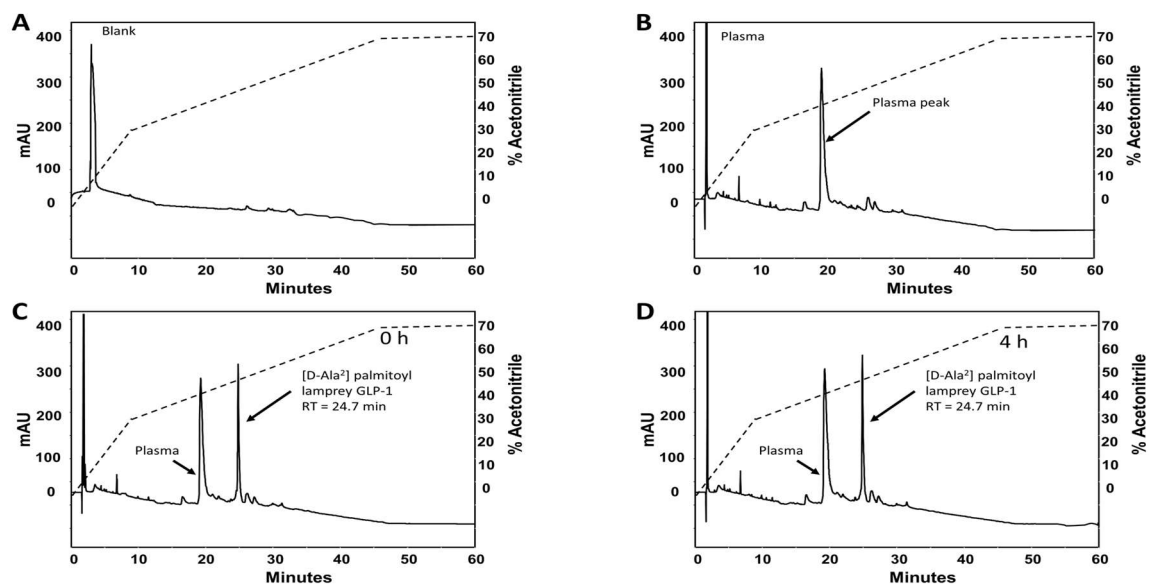 A
Blank
400
300
200
100
0
mAU
70
60
50
40
30
20
10
0
% Acetonitrile
0 10 20 30 40 50 60
Minutes
B
Plasma
Plasma peak
400
300
200
100
0
mAU
70
60
50
40
30
20
10
0
% Acetonitrile
0 10 20 30 40 50 60
Minutes
C
0 h
[D-Ala²] palmitoyl
lamprey GLP-1
RT = 24.7 min
Plasma
400
300
200
100
0
mAU
70
60
50
40
30
20
10
0
% Acetonitrile
0 10 20 30 40 50 60
Minutes
D
4 h
[D-Ala²] palmitoyl
lamprey GLP-1
RT = 24.7 min
Plasma
400
300
200
100
0
mAU
70
60
50
40
30
20
10
0
% Acetonitrile
0 10 20 30 40 50 60
Minutes